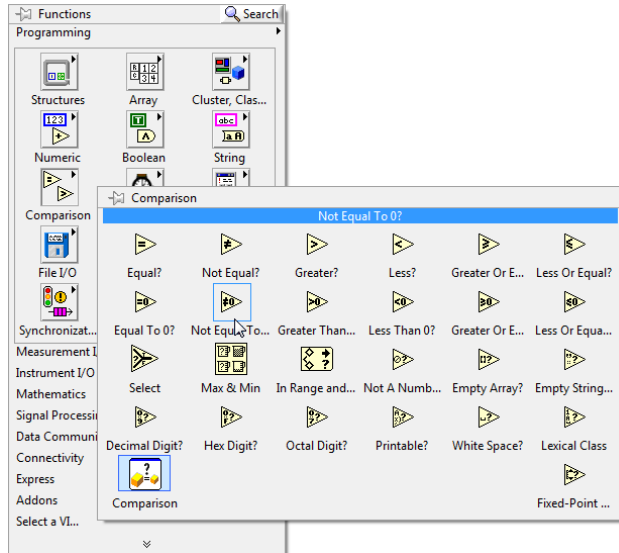 Functions Search
Programming
Structures Array Cluster, Clas...
Numeric Boolean String
Comparison
File I/O
Synchronizat...
Measurement I
Instrument I/O
Mathematics
Signal Processi
Data Communi
Connectivity
Express
Addons
Select a VI...
Comparison
Not Equal To 0?
Equal? Not Equal? Greater? Less? Greater Or E... Less Or Equal?
Equal To 0? Not Equal To... Greater Than... Less Than 0? Greater Or E... Less Or Equa...
Select Max & Min In Range and... Not A Numb... Empty Array? Empty String...
Decimal Digit? Hex Digit? Octal Digit? Printable? White Space? Lexical Class
Comparison Fixed-Point ...